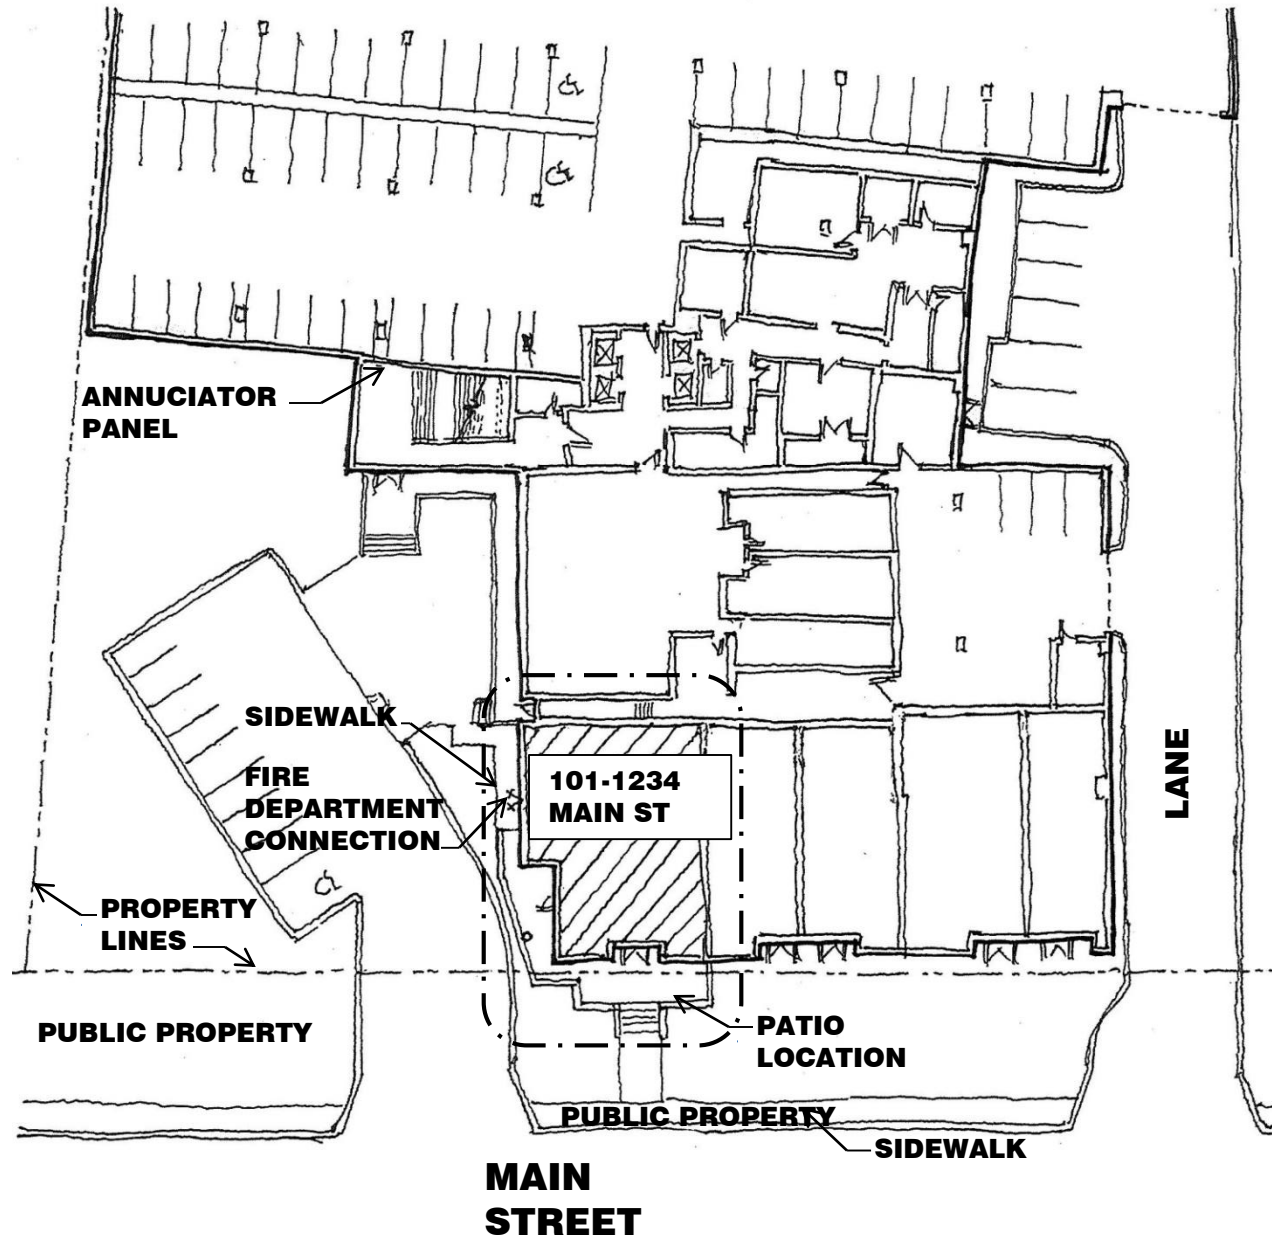 ANNUCIATOR
PANEL
SIDEWALK
FIRE
DEPARTMENT
CONNECTION
101-1234
MAIN ST
LANE
PROPERTY
LINES
PUBLIC PROPERTY
PATIO
LOCATION
PUBLIC PROPERTY
SIDEWALK
MAIN
STREET